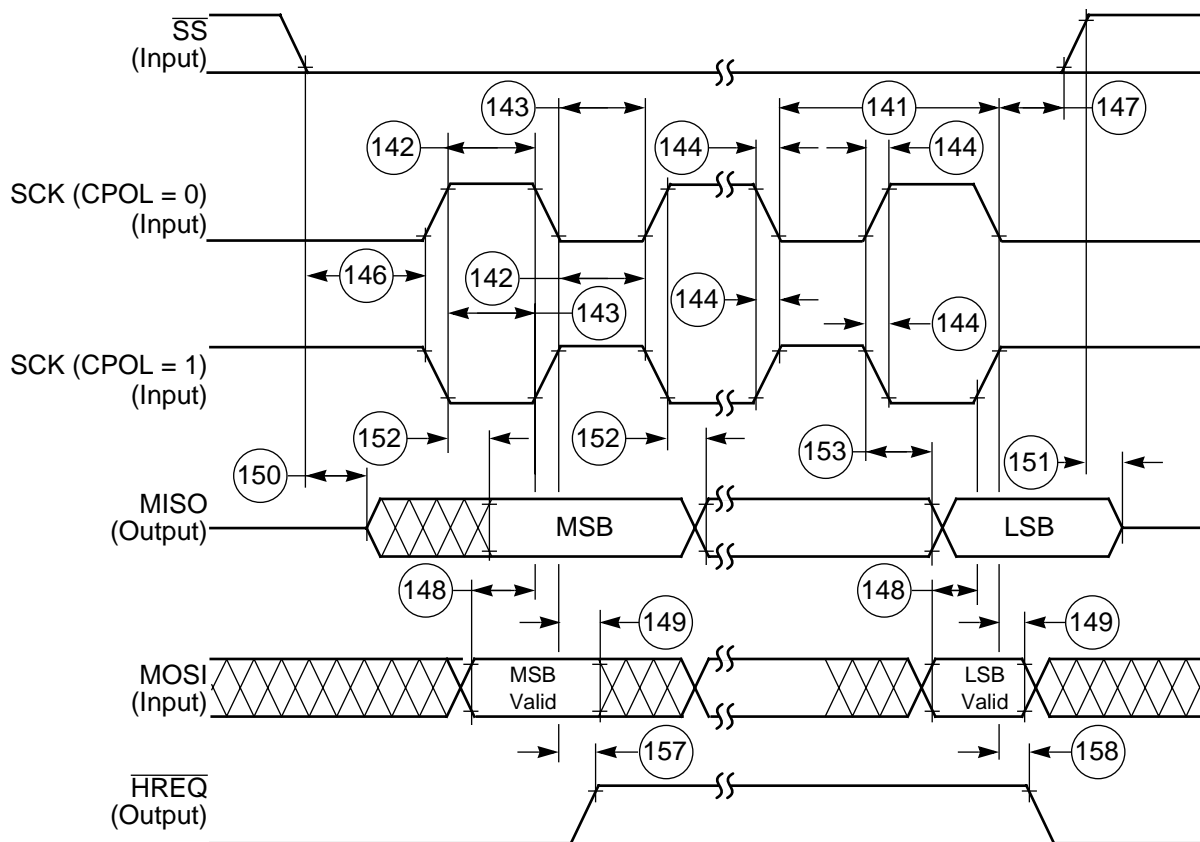 SS
(Input)
143
141
147
142
144
144
SCK (CPOL = 0)
(Input)
146
142
144
143
144
SCK (CPOL = 1)
(Input)
152
152
153
150
151
MISO
(Output)
MSB
LSB
148
148
149
149
MOSI
(Input)
MSB
Valid
LSB
Valid
157
158
HREQ
(Output)